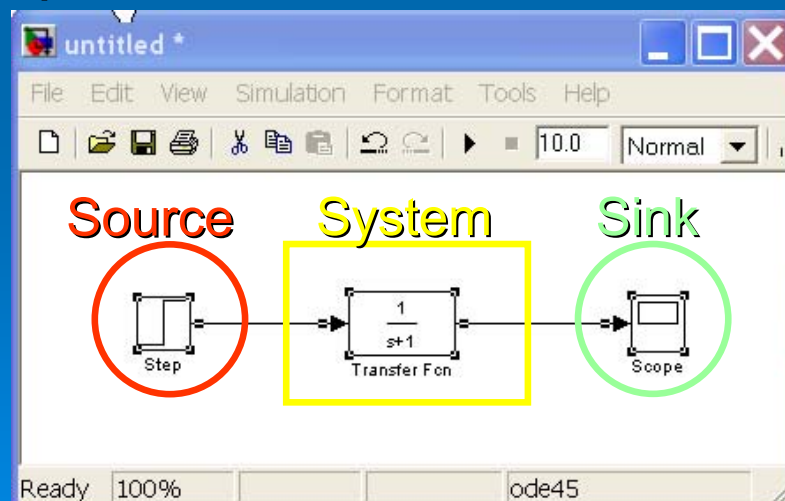 untitled *
File Edit View Simulation Format Tools Help
10.0 Normal
Source System Sink
1
s+1
Step Transfer Fcn Scope
Ready 100% ode45